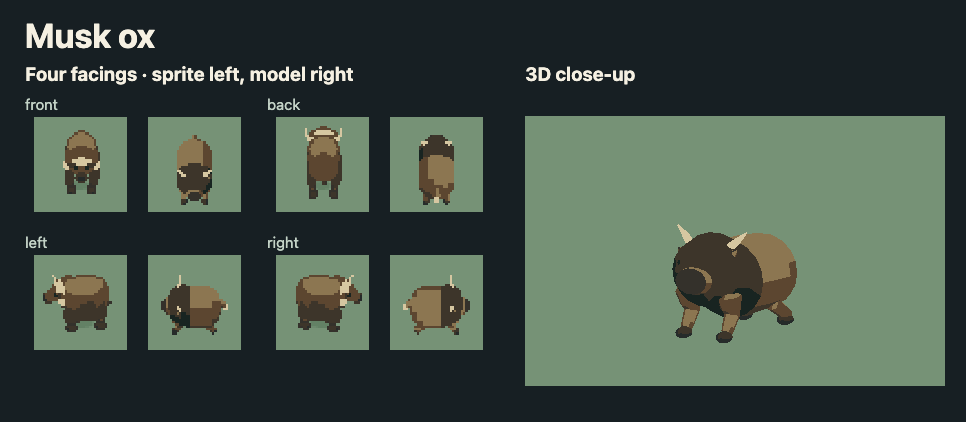 Musk ox
Four facings · sprite left, model right
3D close-up
front
back
left
right